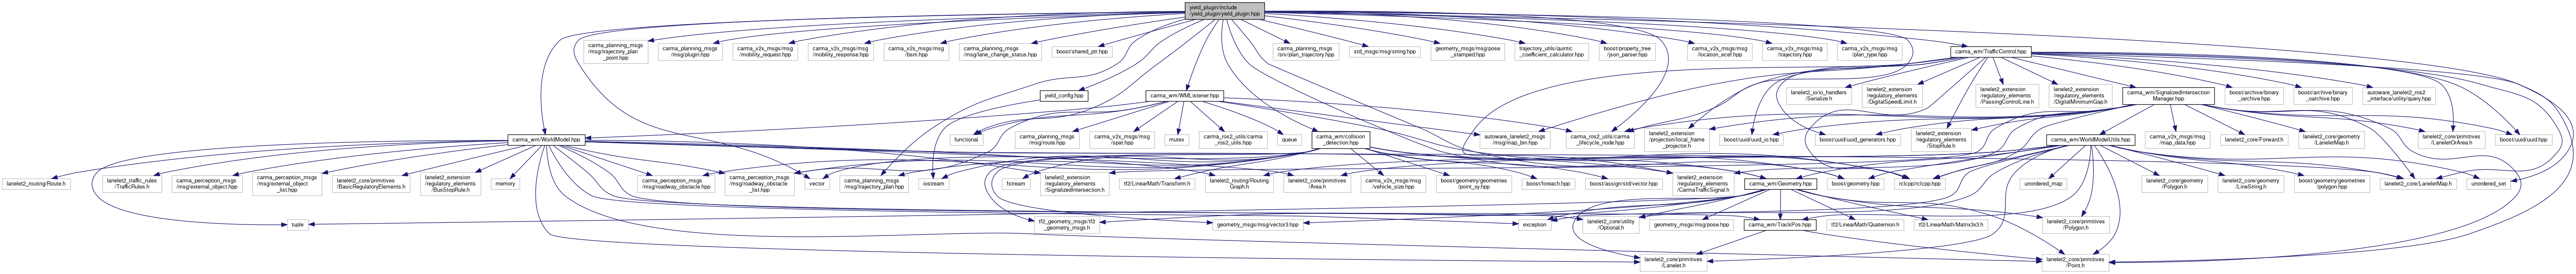 yield_plugin/include
/yield_plugin/yield_plugin.hpp
carma_planning_msgs
/msg/trajectory_plan
_point.hpp
carma_planning_msgs
/msg/plugin.hpp
carma_v2x_msgs/msg
/mobility_request.hpp
carma_v2x_msgs/msg
/mobility_response.hpp
carma_v2x_msgs/msg
/bsm.hpp
carma_planning_msgs
/msg/lane_change_status.hpp
boost/shared_ptr.hpp
carma_planning_msgs
/srv/plan_trajectory.hpp
std_msgs/msg/string.hpp
geometry_msgs/msg/pose
_stamped.hpp
trajectory_utils/quintic
_coefficient_calculator.hpp
boost/property_tree
/json_parser.hpp
carma_v2x_msgs/msg
/location_ecef.hpp
carma_v2x_msgs/msg
/trajectory.hpp
carma_v2x_msgs/msg
/plan_type.hpp
carma_wm/TrafficControl.hpp
yield_config.hpp
carma_wm/WMListener.hpp
lanelet2_io/io_handlers
/Serialize.h
lanelet2_extension
/regulatory_elements
/DigitalSpeedLimit.h
lanelet2_extension
/regulatory_elements
/PassingControlLine.h
lanelet2_extension
/regulatory_elements
/DigitalMinimumGap.h
carma_wm/SignalizedIntersection
Manager.hpp
boost/archive/binary
_iarchive.hpp
boost/archive/binary
_oarchive.hpp
autoware_lanelet2_ros2
_interface/utility/query.hpp
carma_wm/WorldModel.hpp
functional
carma_planning_msgs
/msg/route.hpp
carma_v2x_msgs/msg
/spat.hpp
mutex
carma_ros2_utils/carma
_ros2_utils.hpp
queue
carma_wm/collision
_detection.hpp
autoware_lanelet2_msgs
/msg/map_bin.hpp
carma_ros2_utils/carma
_lifecycle_node.hpp
lanelet2_extension
/projection/local_frame
_projector.h
boost/uuid/uuid_io.hpp
boost/uuid/uuid_generators.hpp
lanelet2_extension
/regulatory_elements
/StopRule.h
carma_wm/WorldModelUtils.hpp
carma_v2x_msgs/msg
/map_data.hpp
lanelet2_core/Forward.h
lanelet2_core/geometry
/LaneletMap.h
lanelet2_core/primitives
/LaneletOrArea.h
boost/uuid/uuid.hpp
lanelet2_routing/Route.h
lanelet2_traffic_rules
/TrafficRules.h
carma_perception_msgs
/msg/external_object.hpp
carma_perception_msgs
/msg/external_object
_list.hpp
lanelet2_core/primitives
/BasicRegulatoryElements.h
lanelet2_extension
/regulatory_elements
/BusStopRule.h
memory
carma_perception_msgs
/msg/roadway_obstacle.hpp
carma_perception_msgs
/msg/roadway_obstacle
_list.hpp
vector
carma_planning_msgs
/msg/trajectory_plan.hpp
iostream
fstream
lanelet2_extension
/regulatory_elements
/SignalizedIntersection.h
tf2/LinearMath/Transform.h
lanelet2_routing/Routing
Graph.h
lanelet2_core/primitives
/Area.h
carma_v2x_msgs/msg
/vehicle_size.hpp
boost/geometry/geometries
/point_xy.hpp
boost/foreach.hpp
boost/assign/std/vector.hpp
lanelet2_extension
/regulatory_elements
/CarmaTrafficSignal.h
carma_wm/Geometry.hpp
boost/geometry.hpp
rclcpp/rclcpp.hpp
unordered_map
lanelet2_core/geometry
/Polygon.h
lanelet2_core/geometry
/LineString.h
boost/geometry/geometries
/polygon.hpp
lanelet2_core/LaneletMap.h
unordered_set
tuple
tf2_geometry_msgs/tf2
_geometry_msgs.h
geometry_msgs/msg/vector3.hpp
exception
lanelet2_core/utility
/Optional.h
geometry_msgs/msg/pose.hpp
carma_wm/TrackPos.hpp
tf2/LinearMath/Quaternion.h
tf2/LinearMath/Matrix3x3.h
lanelet2_core/primitives
/Polygon.h
lanelet2_core/primitives
/Lanelet.h
lanelet2_core/primitives
/Point.h